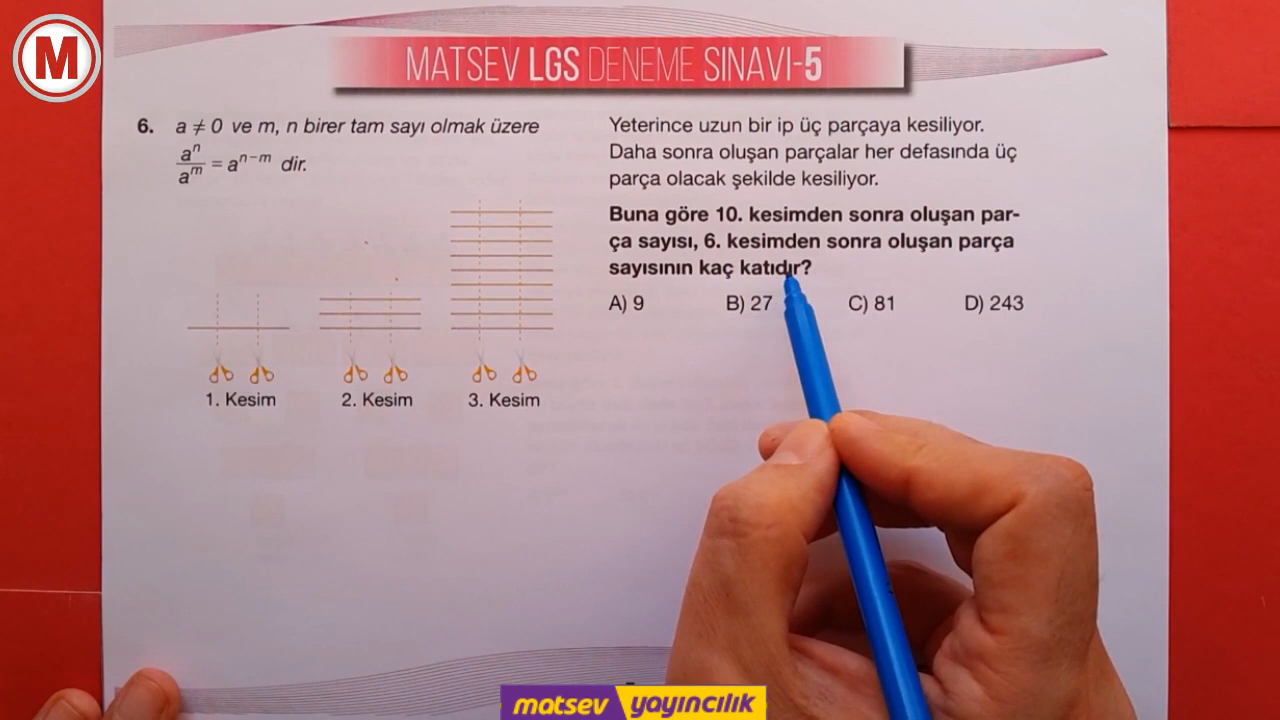 M
MATSEV LGS DENEME SINAVI-5
6. a ≠ 0 ve m, n birer tam sayı olmak üzere
aⁿ/aᵐ = aⁿ⁻ᵐ dir.
1. Kesim
2. Kesim
3. Kesim
Yeterince uzun bir ip üç parçaya kesiliyor.
Daha sonra oluşan parçalar her defasında üç
parça olacak şekilde kesiliyor.
Buna göre 10. kesimden sonra oluşan par-
ça sayısı, 6. kesimden sonra oluşan parça
sayısının kaç katıdır?
A) 9 B) 27 C) 81 D) 243
matsev yayıncılık